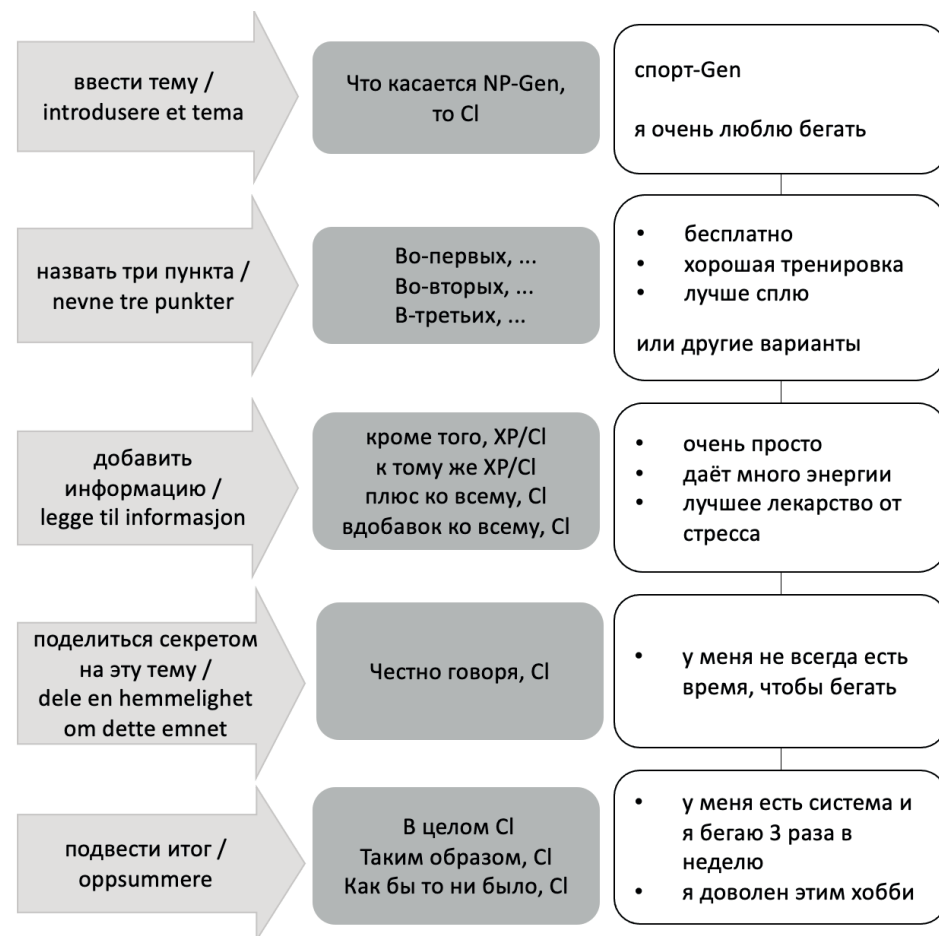 ввести тему /
introdusere et tema
Что касается NP-Gen,
то Cl
спорт-Gen
я очень люблю бегать
назвать три пункта /
nevne tre punkter
Во-первых, ...
Во-вторых, ...
В-третьих, ...
• бесплатно
• хорошая тренировка
• лучше сплю
или другие варианты
добавить
информацию /
legge til informasjon
кроме того, XP/Cl
к тому же XP/Cl
плюс ко всему, Cl
вдобавок ко всему, Cl
• очень просто
• даёт много энергии
• лучшее лекарство от
стресса
поделиться секретом
на эту тему /
dele en hemmelighet
om dette emnet
Честно говоря, Cl
• у меня не всегда есть
время, чтобы бегать
подвести итог /
oppsummere
В целом Cl
Таким образом, Cl
Как бы то ни было, Cl
• у меня есть система и
я бегаю 3 раза в
неделю
• я доволен этим хобби